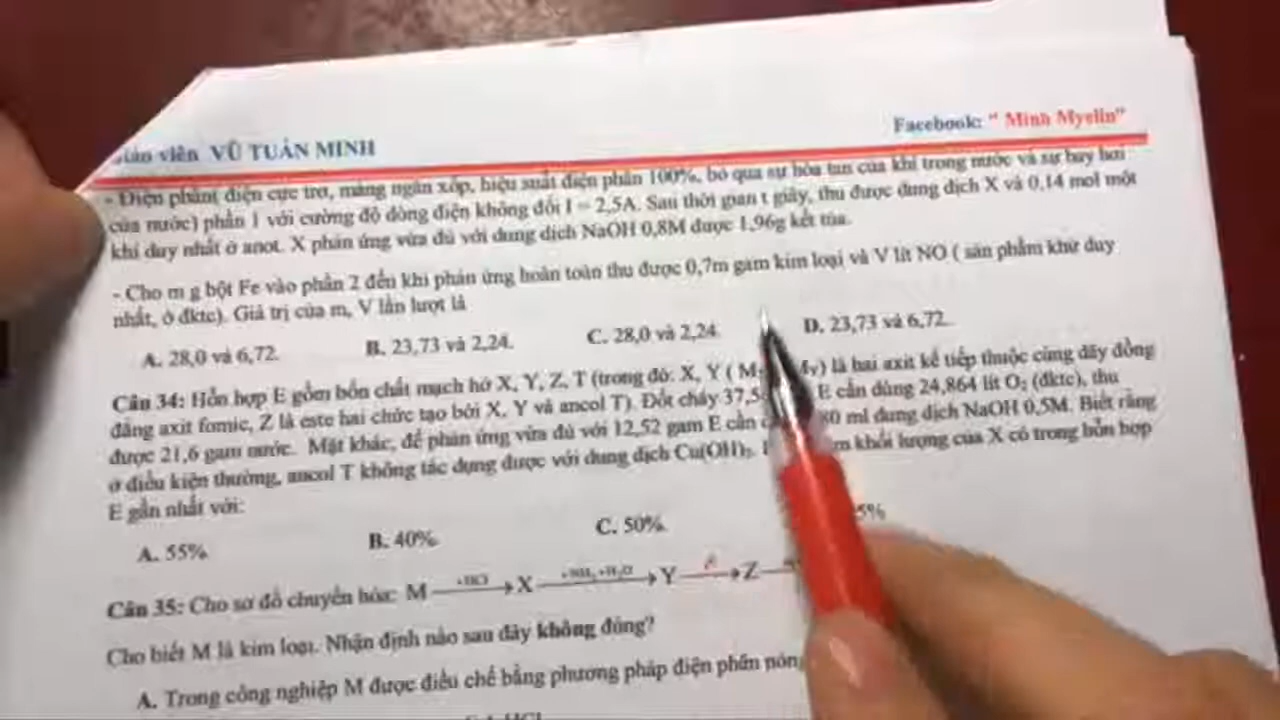 viên VŨ TUẤN MINH
Facebook: " Minh Myelin"
- Điện phân( điện cực trơ, màng ngăn xốp, hiệu suất điện phân 100%, bỏ qua sự hòa tan của khí trong nước và sự bay hơi
của nước) phần 1 với cường độ dòng điện không đổi I = 2,5A. Sau thời gian t giây, thu được dung dịch X và 0,14 mol một
khí duy nhất ở anot. X phản ứng vừa đủ với dung dịch NaOH 0,8M được 1,96g kết tủa.
- Cho m g bột Fe vào phần 2 đến khi phản ứng hoàn toàn thu được 0,7m gam kim loại và V lít NO ( sản phẩm khử duy
nhất, ở đktc). Giá trị của m, V lần lượt là
A. 28,0 và 6,72. B. 23,73 và 2,24. C. 28,0 và 2,24. D. 23,73 và 6,72.
Câu 34: Hỗn hợp E gồm bốn chất mạch hở X, Y, Z, T (trong đó: X, Y ( M là hai axit kế tiếp thuộc cùng dãy đồng
đẳng axit fomic, Z là este hai chức tạo bởi X, Y và ancol T). Đốt cháy 37,5 E cần dùng 24,864 lít O₂ (đktc), thu
được 21,6 gam nước. Mặt khác, để phản ứng vừa đủ với 12,52 gam E cần 80 ml dung dịch NaOH 0,5M. Biết rằng
ở điều kiện thường, ancol T không tác dụng được với dung dịch Cu(OH)₂. khối lượng của X có trong hỗn hợp
E gần nhất với:
A. 55% B. 40% C. 50% 5%
Câu 35: Cho sơ đồ chuyển hóa: M +HCl → X +NH₃ +H₂O → Y → Z
Cho biết M là kim loại. Nhận định nào sau đây không đúng?
A. Trong công nghiệp M được điều chế bằng phương pháp điện phân nóng